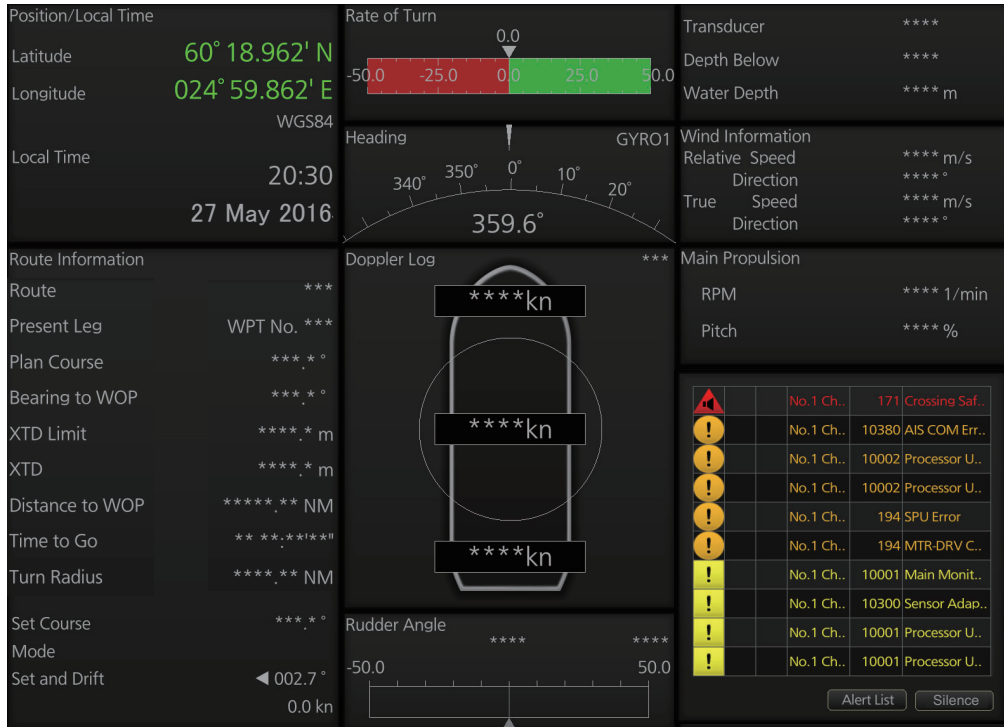 Position/Local Time
Latitude 60° 18.962' N
Longitude 024° 59.862' E
WGS84
Local Time
20:30
27 May 2016
Rate of Turn
0.0
-50.0 -25.0 0.0 25.0 50.0
Transducer ****
Depth Below ****
Water Depth **** m
Heading GYRO1
340° 350° 0° 10° 20°
359.6°
Wind Information
Relative Speed **** m/s
Direction **** °
True Speed **** m/s
Direction **** °
Route Information
Route ***
Present Leg WPT No. ***
Plan Course ***.* °
Bearing to WOP ***.* °
XTD Limit ****.* m
XTD ****.* m
Distance to WOP *****.** NM
Time to Go ** **:**'**"
Turn Radius ****.** NM
Set Course ***.* °
Mode
Set and Drift ◀ 002.7 °
0.0 kn
Doppler Log ***
****kn
****kn
****kn
Rudder Angle
**** ****
-50.0 50.0
Main Propulsion
RPM **** 1/min
Pitch **** %
No.1 Ch.. 171 Crossing Saf..
! No.1 Ch.. 10380 AIS COM Err..
! No.1 Ch.. 10002 Processor U..
! No.1 Ch.. 10002 Processor U..
! No.1 Ch.. 194 SPU Error
! No.1 Ch.. 194 MTR-DRV C..
! No.1 Ch.. 10001 Main Monit..
! No.1 Ch.. 10300 Sensor Adap..
! No.1 Ch.. 10001 Processor U..
! No.1 Ch.. 10001 Processor U..
Alert List Silence